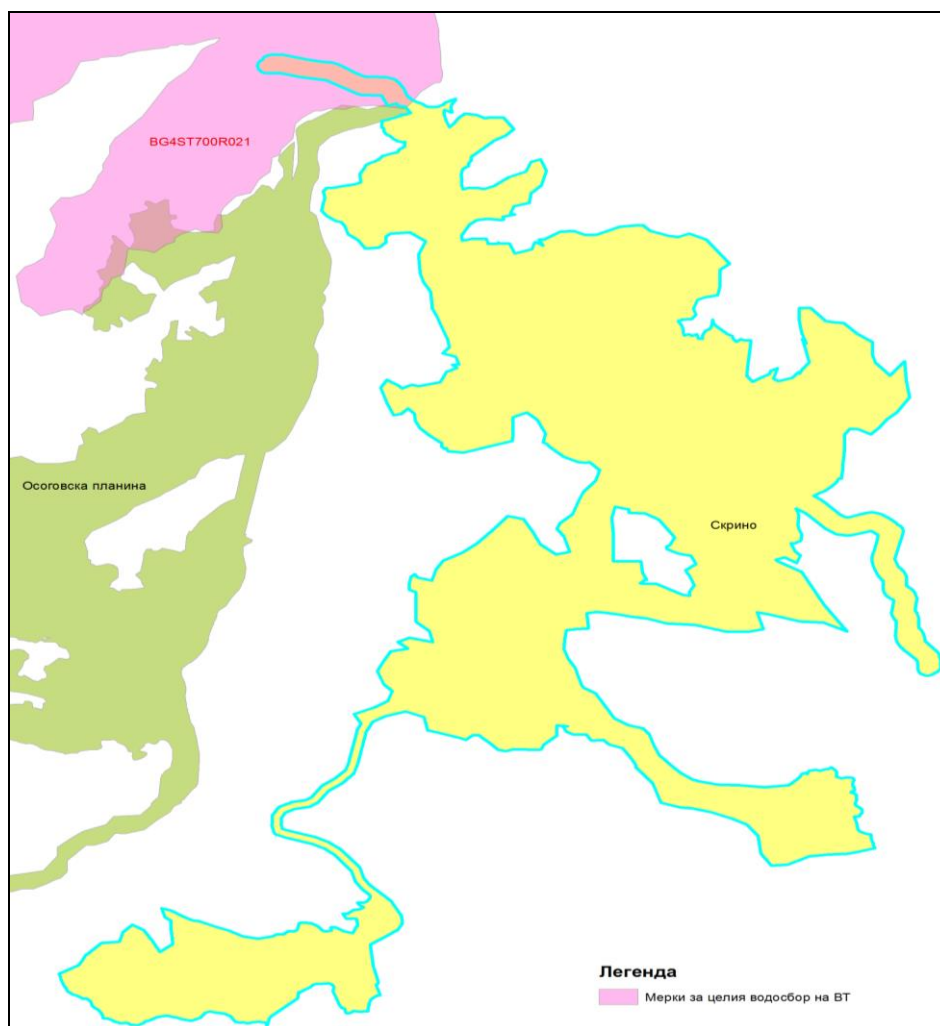 BG4ST700R021
Осоговска планина
Скрино
Легенда
Мерки за целия водосбор на ВТ